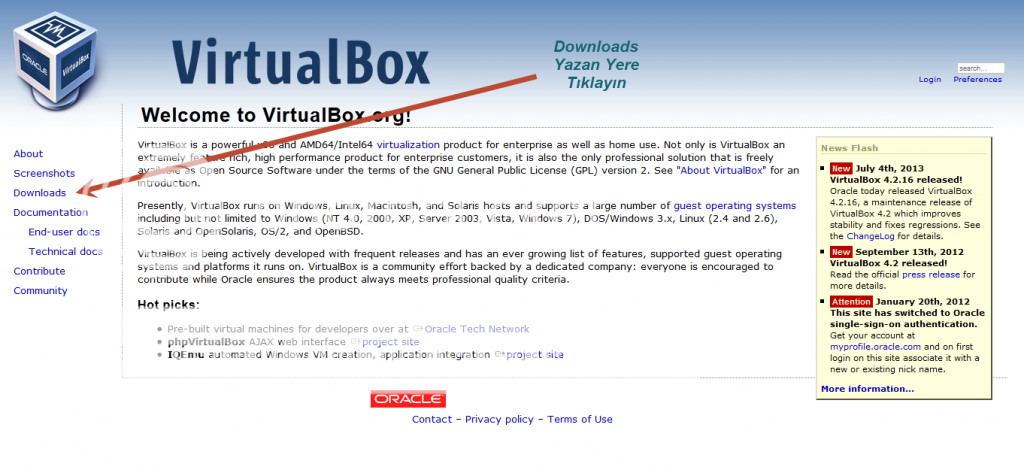 ORACLE
VirtualBox
VirtualBox
Downloads
Yazan Yere
Tıklayın
search...
Login Preferences
Welcome to VirtualBox.org!
About
Screenshots
Downloads
Documentation
End-user docs
Technical docs
Contribute
Community
VirtualBox is a powerful x86 and AMD64/Intel64 virtualization product for enterprise as well as home use. Not only is VirtualBox an
extremely feature rich, high performance product for enterprise customers, it is also the only professional solution that is freely
available as Open Source Software under the terms of the GNU General Public License (GPL) version 2. See "About VirtualBox" for an
introduction.
Presently, VirtualBox runs on Windows, Linux, Macintosh, and Solaris hosts and supports a large number of guest operating systems
including but not limited to Windows (NT 4.0, 2000, XP, Server 2003, Vista, Windows 7), DOS/Windows 3.x, Linux (2.4 and 2.6),
Solaris and OpenSolaris, OS/2, and OpenBSD.
VirtualBox is being actively developed with frequent releases and has an ever growing list of features, supported guest operating
systems and platforms it runs on. VirtualBox is a community effort backed by a dedicated company: everyone is encouraged to
contribute while Oracle ensures the product always meets professional quality criteria.
Hot picks:
Pre-built virtual machines for developers over at Oracle Tech Network
phpVirtualBox AJAX web interface project site
IQEmu automated Windows VM creation, application integration project site
News Flash
New July 4th, 2013
VirtualBox 4.2.16 released!
Oracle today released VirtualBox
4.2.16, a maintenance release of
VirtualBox 4.2 which improves
stability and fixes regressions. See
the ChangeLog for details.
New September 13th, 2012
VirtualBox 4.2 released!
Read the official press release for
more details.
Attention January 20th, 2012
This site has switched to Oracle
single-sign-on authentication.
Get your account at
myprofile.oracle.com and on first
login on this site associate it with a
new or existing nick name.
More information...
ORACLE
Contact – Privacy policy – Terms of Use